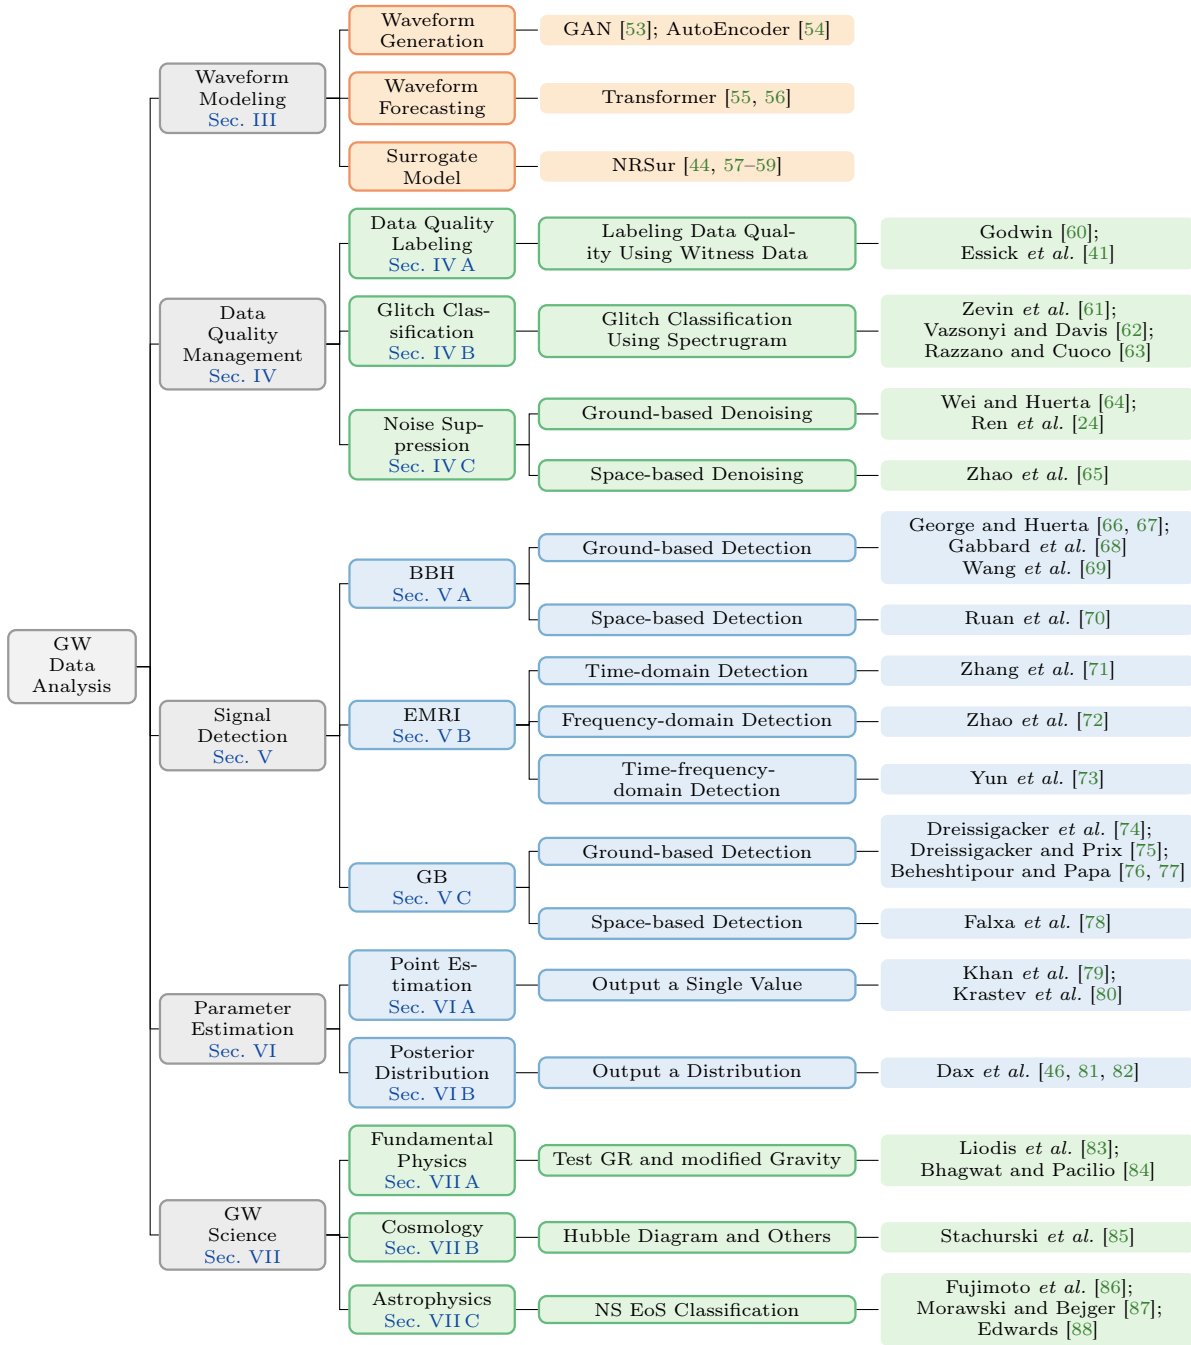 GW
Data
Analysis
Waveform
Modeling
Sec. III
Waveform
Generation
GAN [53]; AutoEncoder [54]
Waveform
Forecasting
Transformer [55, 56]
Surrogate
Model
NRSur [44, 57–59]
Data
Quality
Management
Sec. IV
Data Quality
Labeling
Sec. IV A
Labeling Data Qual-
ity Using Witness Data
Godwin [60];
Essick et al. [41]
Glitch Clas-
sification
Sec. IV B
Glitch Classification
Using Spectrugram
Zevin et al. [61];
Vazsonyi and Davis [62];
Razzano and Cuoco [63]
Noise Sup-
pression
Sec. IV C
Ground-based Denoising
Wei and Huerta [64];
Ren et al. [24]
Space-based Denoising
Zhao et al. [65]
Signal
Detection
Sec. V
BBH
Sec. V A
Ground-based Detection
George and Huerta [66, 67];
Gabbard et al. [68]
Wang et al. [69]
Space-based Detection
Ruan et al. [70]
EMRI
Sec. V B
Time-domain Detection
Zhang et al. [71]
Frequency-domain Detection
Zhao et al. [72]
Time-frequency-
domain Detection
Yun et al. [73]
GB
Sec. V C
Ground-based Detection
Dreissigacker et al. [74];
Dreissigacker and Prix [75];
Beheshtipour and Papa [76, 77]
Space-based Detection
Falxa et al. [78]
Parameter
Estimation
Sec. VI
Point Es-
timation
Sec. VI A
Output a Single Value
Khan et al. [79];
Krastev et al. [80]
Posterior
Distribution
Sec. VI B
Output a Distribution
Dax et al. [46, 81, 82]
GW
Science
Sec. VII
Fundamental
Physics
Sec. VII A
Test GR and modified Gravity
Liodis et al. [83];
Bhagwat and Pacilio [84]
Cosmology
Sec. VII B
Hubble Diagram and Others
Stachurski et al. [85]
Astrophysics
Sec. VII C
NS EoS Classification
Fujimoto et al. [86];
Morawski and Bejger [87];
Edwards [88]